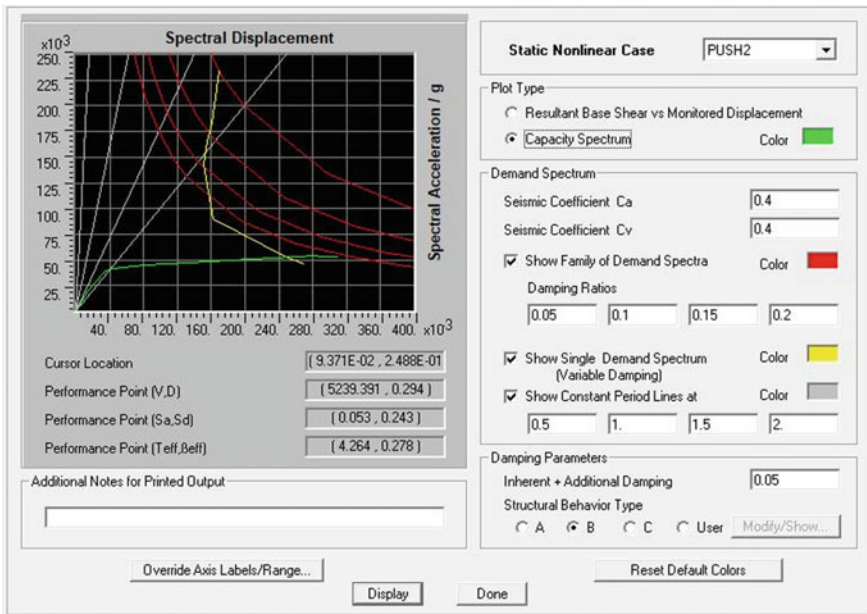 Spectral Displacement
x10³
250.
225.
200.
175.
150.
125.
100.
75.
50.
25.
Spectral Acceleration / g
40. 80. 120. 160. 200. 240. 280. 320. 360. 400. x10⁻³
Cursor Location ( 9.371E-02 , 2.488E-01
Performance Point (V,D) ( 5239.391 , 0.294 )
Performance Point (Sa,Sd) ( 0.053 , 0.243 )
Performance Point (Teff,ßeff) ( 4.264 , 0.278 )
Additional Notes for Printed Output
Static Nonlinear Case PUSH2
Plot Type
Resultant Base Shear vs Monitored Displacement
Capacity Spectrum Color
Demand Spectrum
Seismic Coefficient Ca 0.4
Seismic Coefficient Cv 0.4
Show Family of Demand Spectra Color
Damping Ratios
0.05 0.1 0.15 0.2
Show Single Demand Spectrum Color
(Variable Damping)
Show Constant Period Lines at Color
0.5 1. 1.5 2.
Damping Parameters
Inherent + Additional Damping 0.05
Structural Behavior Type
A B C User Modify/Show...
Override Axis Labels/Range... Reset Default Colors
Display Done